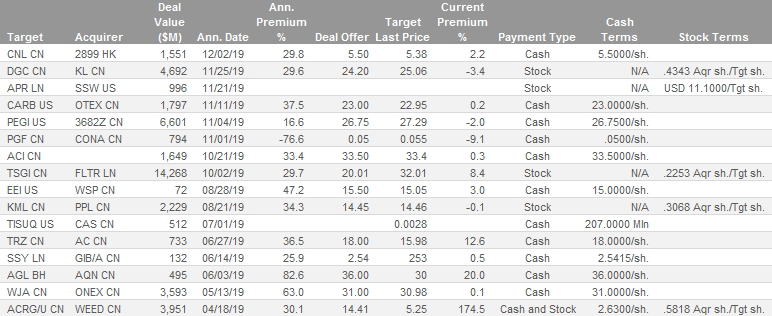 Target Acquirer Deal Value ($M) Ann. Date Ann. Premium % Deal Offer Target Last Price Current Premium % Payment Type Cash Terms Stock Terms
CNL CN 2899 HK 1,551 12/02/19 29.8 5.50 5.38 2.2 Cash 5.5000/sh.
DGC CN KL CN 4,692 11/25/19 29.6 24.20 25.06 -3.4 Stock N/A .4343 Aqr sh./Tgt sh.
APR LN SSW US 996 11/21/19 Stock N/A USD 11.1000/Tgt sh.
CARB US OTEX CN 1,797 11/11/19 37.5 23.00 22.95 0.2 Cash 23.0000/sh.
PEGI US 3682Z CN 6,601 11/04/19 16.6 26.75 27.29 -2.0 Cash 26.7500/sh.
PGF CN CONA CN 794 11/01/19 -76.6 0.05 0.055 -9.1 Cash .0500/sh.
ACI CN 1,649 10/21/19 33.4 33.50 33.4 0.3 Cash 33.5000/sh.
TSGI CN FLTR LN 14,268 10/02/19 29.7 20.01 32.01 8.4 Stock N/A .2253 Aqr sh./Tgt sh.
EEI US WSP CN 72 08/28/19 47.2 15.50 15.05 3.0 Cash 15.0000/sh.
KML CN PPL CN 2,229 08/21/19 34.3 14.45 14.46 -0.1 Stock N/A .3068 Aqr sh./Tgt sh.
TISUQ US CAS CN 512 07/01/19 0.0028 Cash 207.0000 Mln
TRZ CN AC CN 733 06/27/19 36.5 18.00 15.98 12.6 Cash 18.0000/sh.
SSY LN GIB/A CN 132 06/14/19 25.9 2.54 253 0.5 Cash 2.5415/sh.
AGL BH AQN CN 495 06/03/19 82.6 36.00 30 20.0 Cash 36.0000/sh.
WJA CN ONEX CN 3,593 05/13/19 63.0 31.00 30.98 0.1 Cash 31.0000/sh.
ACRG/U CN WEED CN 3,951 04/18/19 30.1 14.41 5.25 174.5 Cash and Stock 2.6300/sh. .5818 Aqr sh./Tgt sh.